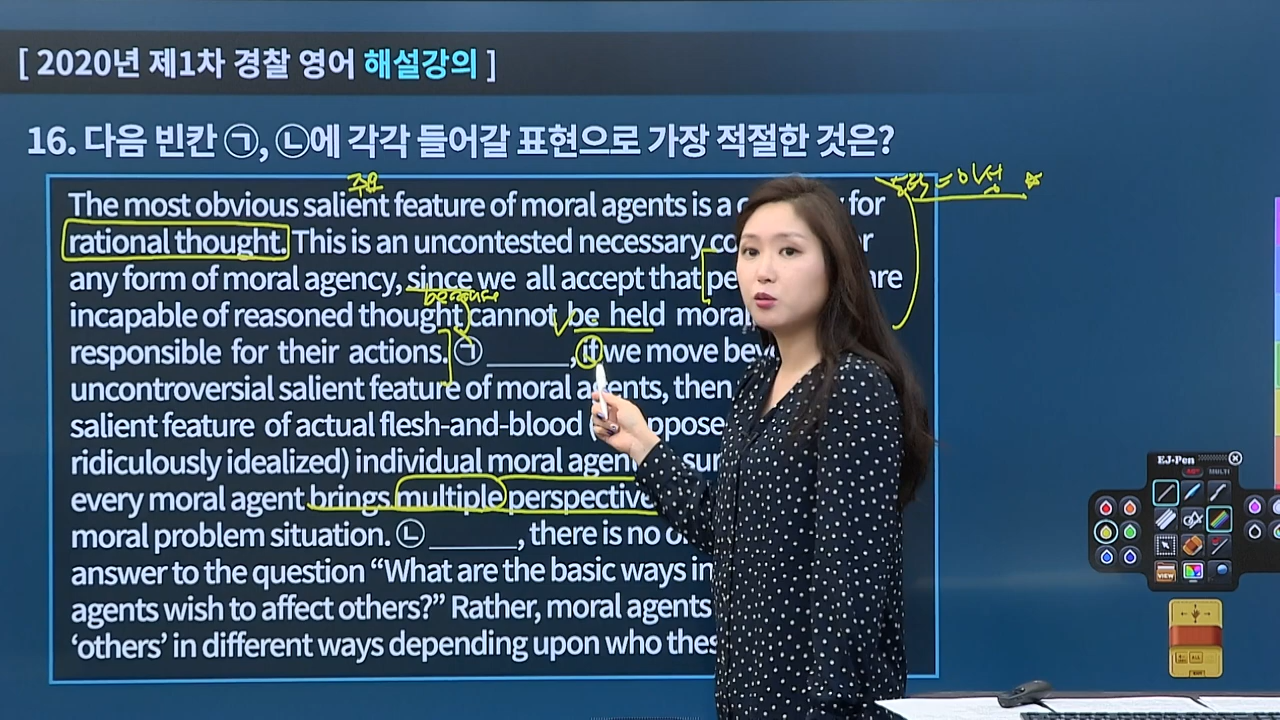 [ 2020년 제1차 경찰 영어 해설강의 ]
16. 다음 빈칸 ㉠, ㉡에 각각 들어갈 표현으로 가장 적절한 것은?
주요
The most obvious salient feature of moral agents is a for
rational thought. This is an uncontested necessary
any form of moral agency, since we all accept that are
because
incapable of reasoned thought cannot be held
responsible for their actions. ㉠ ______, if we move
uncontroversial salient feature of moral agents, then
salient feature of actual flesh-and-blood
ridiculously idealized) individual moral
every moral agent brings multiple
moral problem situation. ㉡ ______, there is no
answer to the question “What are the basic ways in
agents wish to affect others?” Rather, moral agents
‘others’ in different ways depending upon who
EJ-Pen
MULTI
VIEW